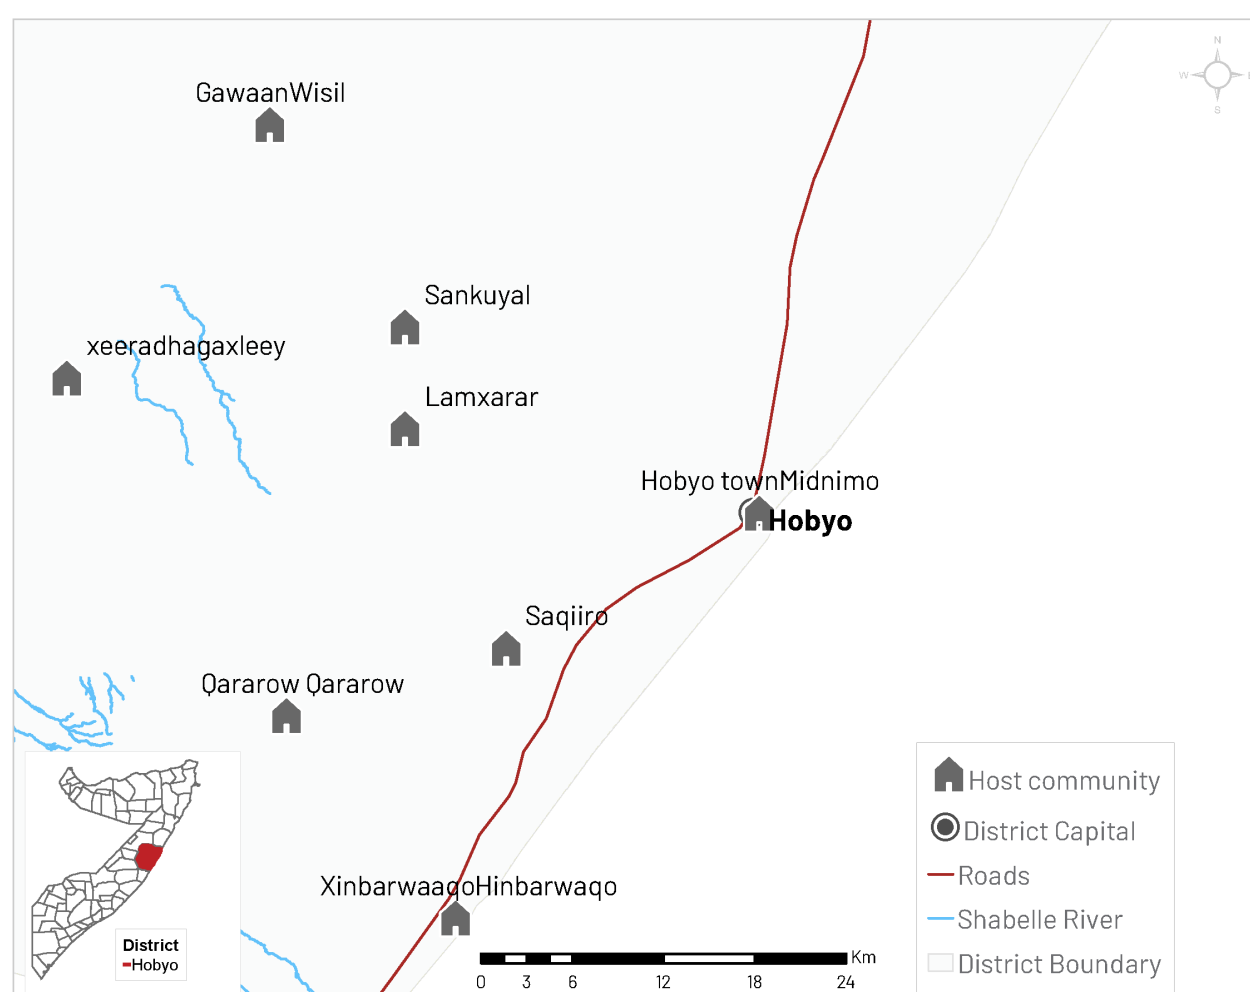 N
W
S
GawaanWisil
Sankuyal
xeeradhagaxleey
Lamxarar
Hobyo townMidnimo
Hobyo
Saqiiro
Qararow Qararow
XinbarwaaqoHinbarwaqo
District
Hobyo
0 3 6 12 18 24 Km
Host community
District Capital
Roads
Shabelle River
District Boundary